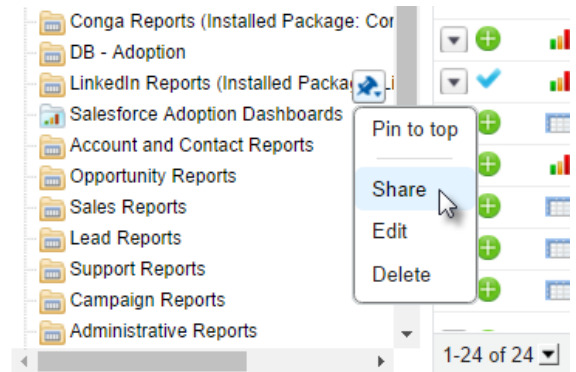 Conga Reports (Installed Package: Con
DB - Adoption
LinkedIn Reports (Installed Packa Li
Salesforce Adoption Dashboards
Account and Contact Reports
Opportunity Reports
Sales Reports
Lead Reports
Support Reports
Campaign Reports
Administrative Reports
Pin to top
Share
Edit
Delete
1-24 of 24